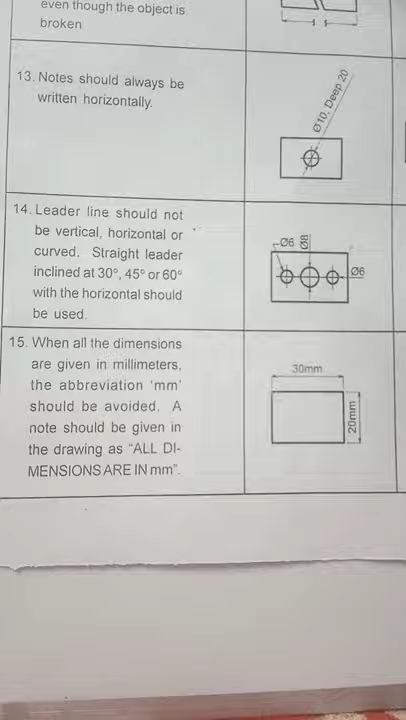 even though the object is
broken
13. Notes should always be
written horizontally.
Ø10, Deep 20
14. Leader line should not
be vertical, horizontal or
curved. Straight leader
inclined at 30°, 45° or 60°
with the horizontal should
be used.
Ø6
Ø8
Ø6
15. When all the dimensions
are given in millimeters,
the abbreviation 'mm'
should be avoided. A
note should be given in
the drawing as "ALL DI-
MENSIONS ARE IN mm".
30mm
20mm